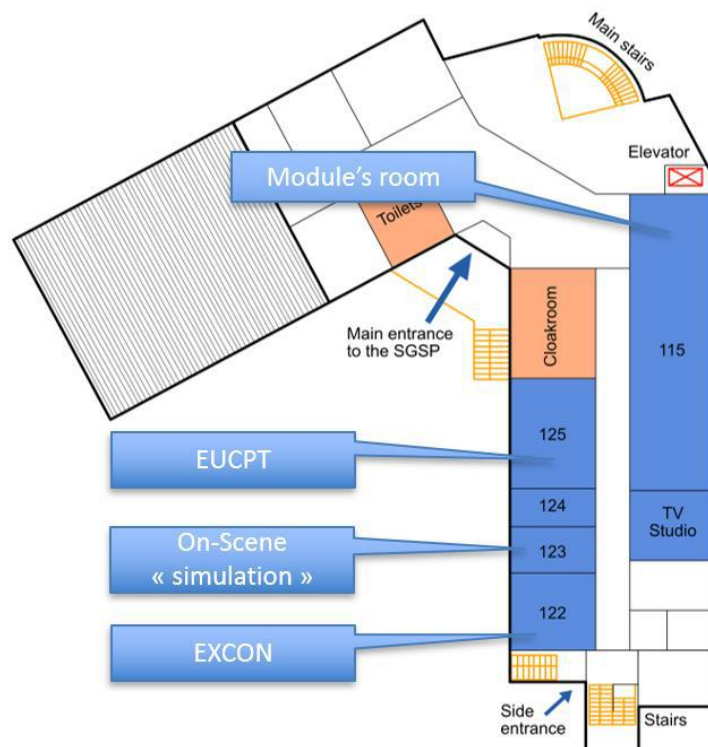 Main stairs
Elevator
Module's room
Toilets
Main entrance
to the SGSP
Cloakroom
115
125
EUCPT
124
TV
Studio
On-Scene
« simulation »
123
122
EXCON
Side
entrance
Stairs